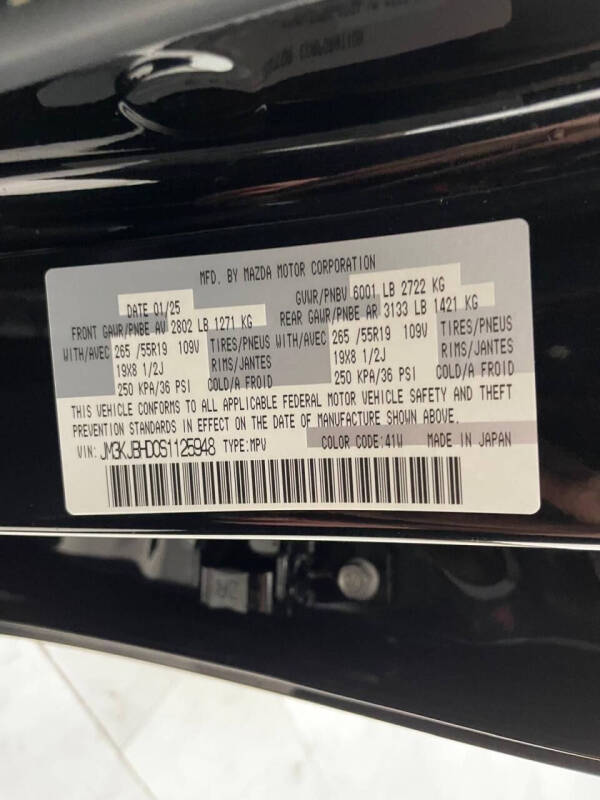 MFD. BY MAZDA MOTOR CORPORATION
DATE 01/25 GVWR/PNBV 6001 LB 2722 KG
FRONT GAWR/PNBE AV 2802 LB 1271 KG REAR GAWR/PNBE AR 3133 LB 1421 KG
WITH/AVEC 265 /55R19 109V TIRES/PNEUS WITH/AVEC 265 /55R19 109V TIRES/PNEUS
19X8 1/2J RIMS/JANTES 19X8 1/2J RIMS/JANTES
250 KPA/36 PSI COLD/A FROID 250 KPA/36 PSI COLD/A FROID
THIS VEHICLE CONFORMS TO ALL APPLICABLE FEDERAL MOTOR VEHICLE SAFETY AND THEFT
PREVENTION STANDARDS IN EFFECT ON THE DATE OF MANUFACTURE SHOWN ABOVE.
VIN: JM3KJBHD0S1125948 TYPE:MPV COLOR CODE:41W MADE IN JAPAN